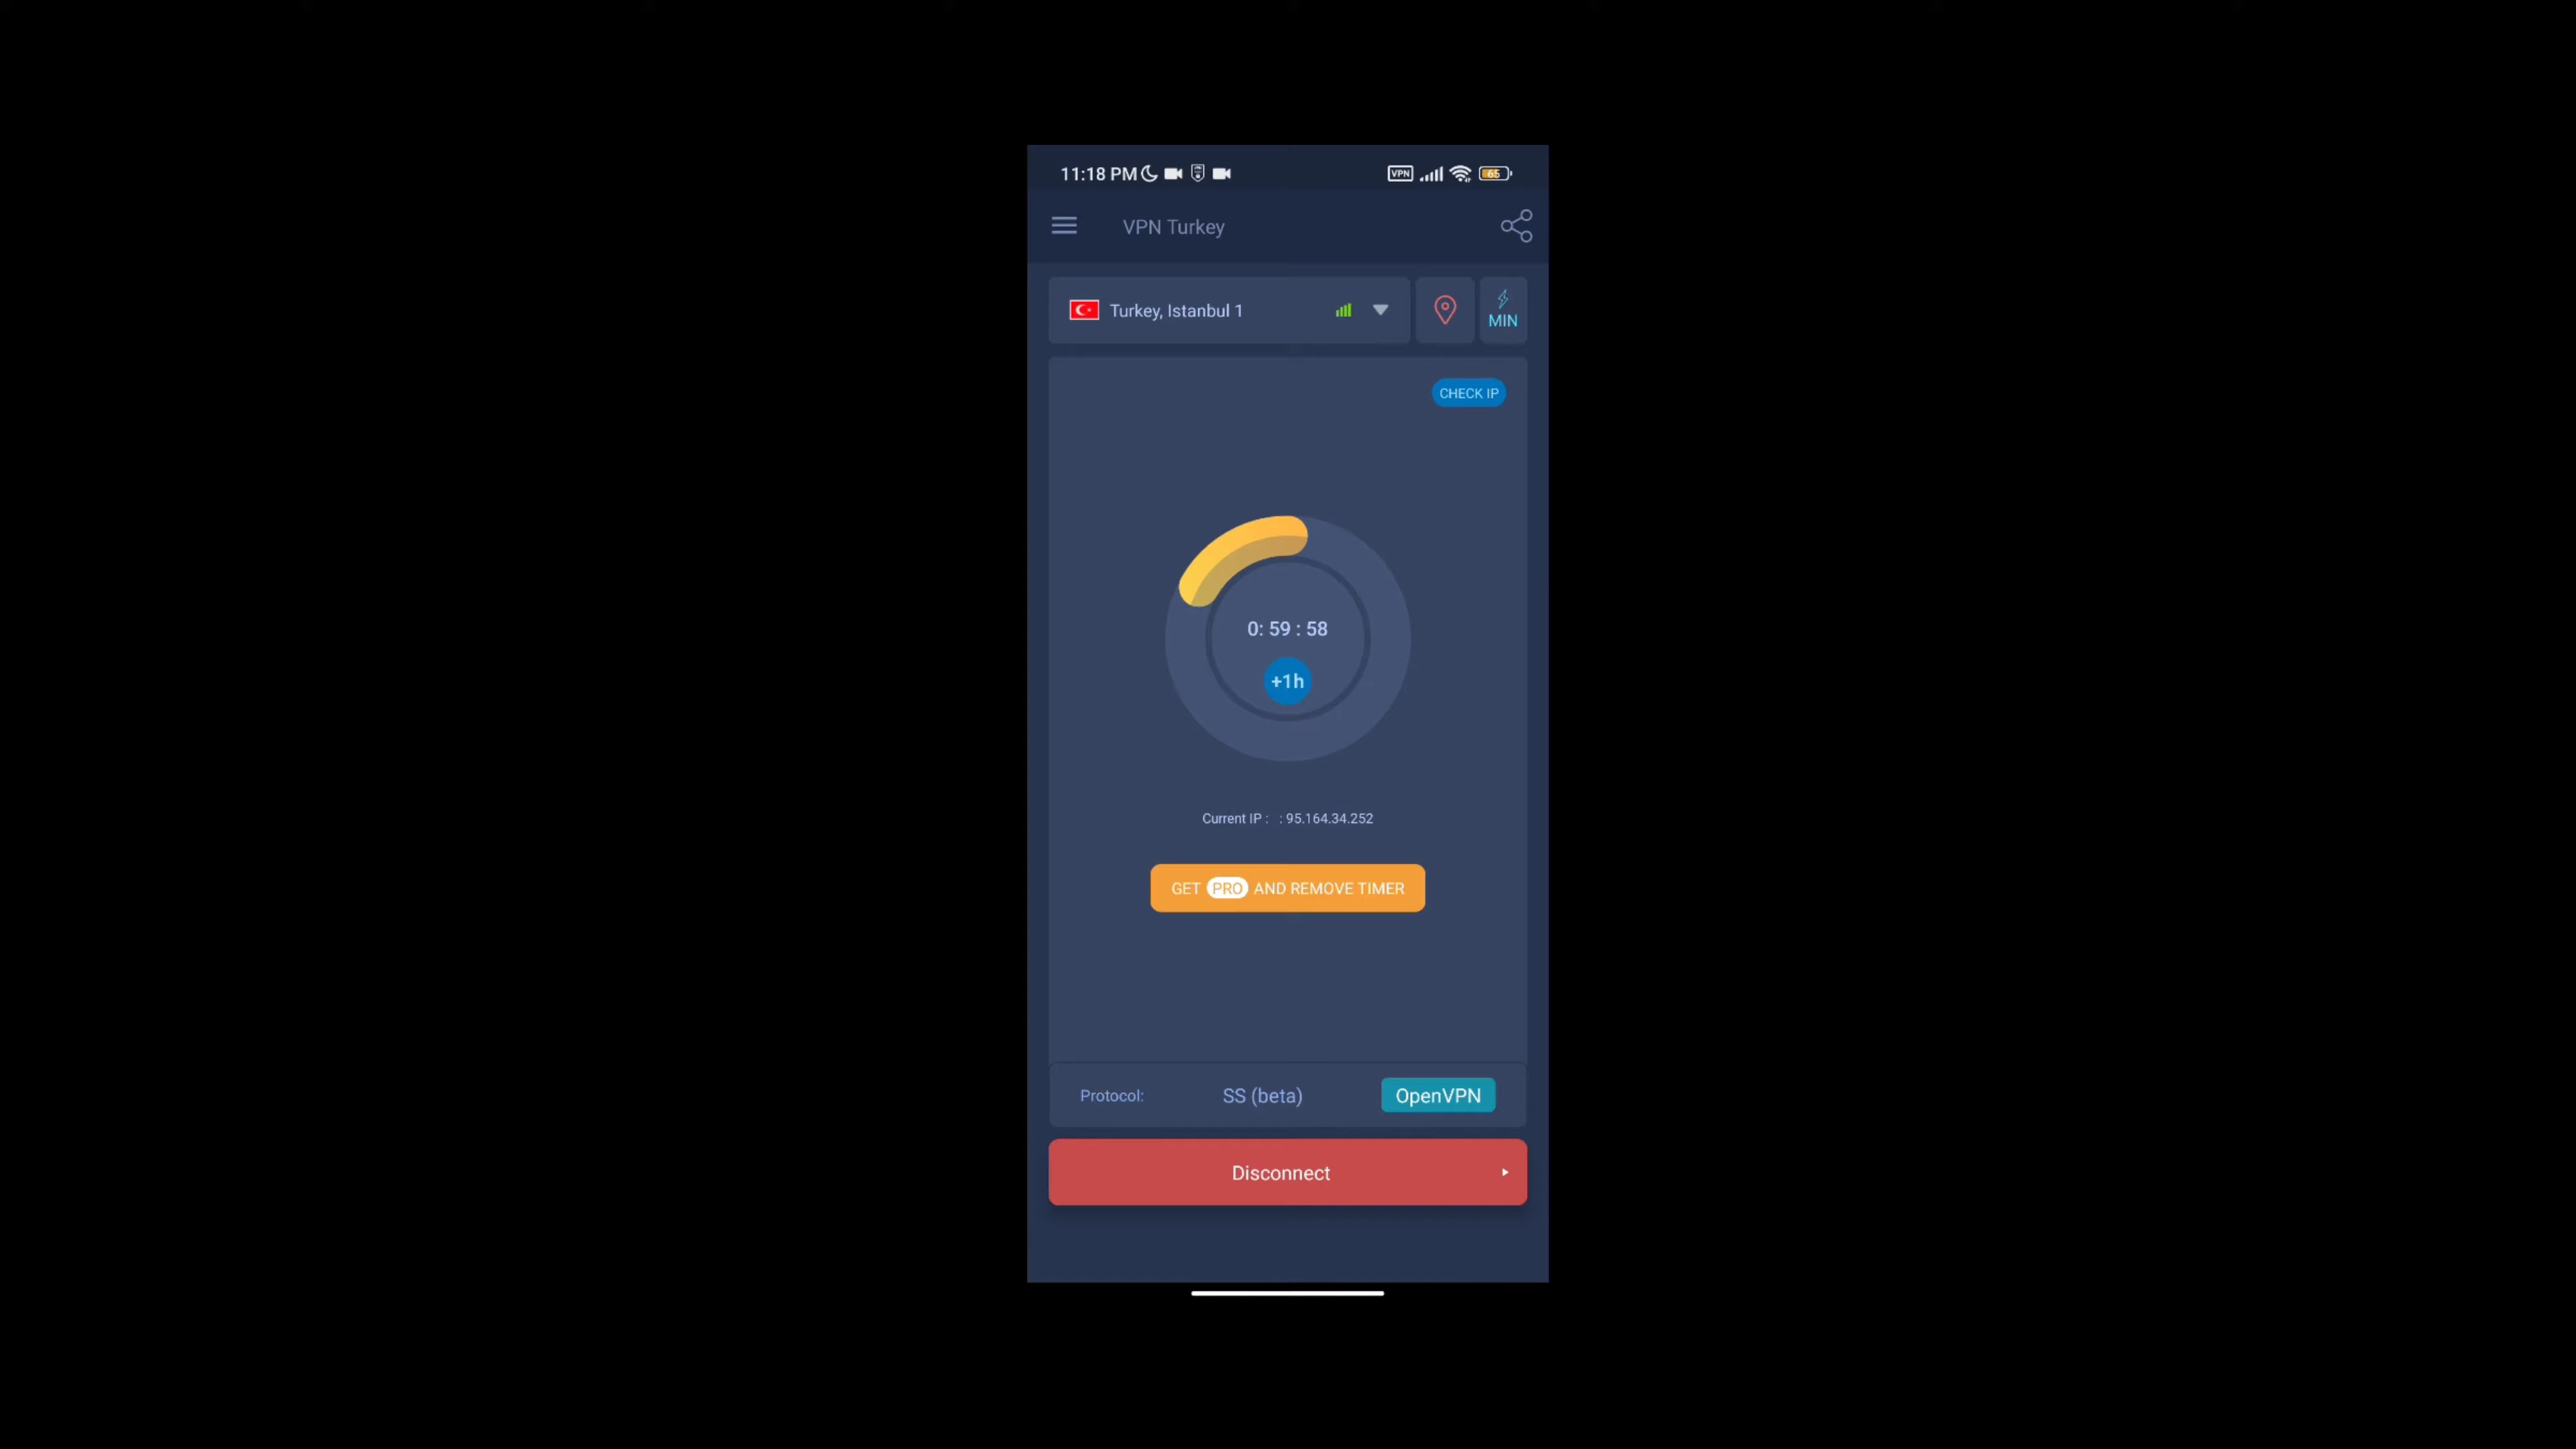 11:18 PM
VPN
65
VPN Turkey
Turkey, Istanbul 1
MIN
CHECK IP
0: 59 : 58
+1h
Current IP :   : 95.164.34.252
GET PRO AND REMOVE TIMER
Protocol:
SS (beta)
OpenVPN
Disconnect